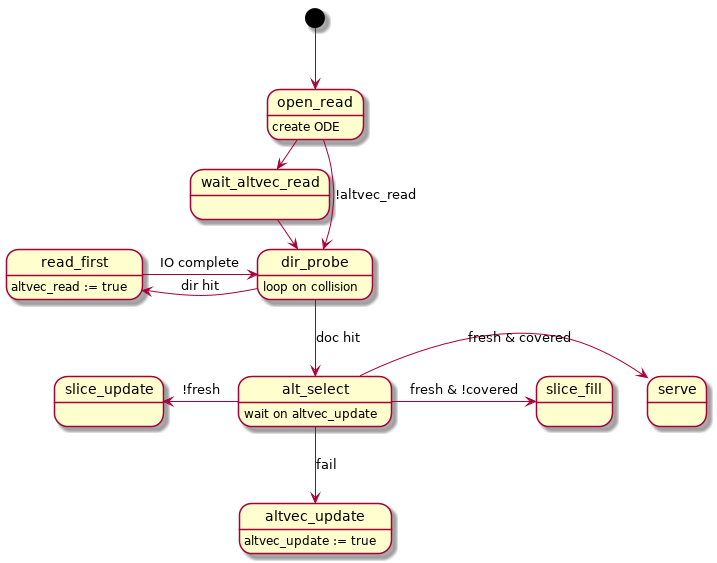 open_read
create ODE
wait_altvec_read
!altvec_read
read_first
altvec_read := true
IO complete
dir hit
dir_probe
loop on collision
doc hit
fresh & covered
slice_update
!fresh
alt_select
wait on altvec_update
fresh & !covered
slice_fill
serve
fail
altvec_update
altvec_update := true